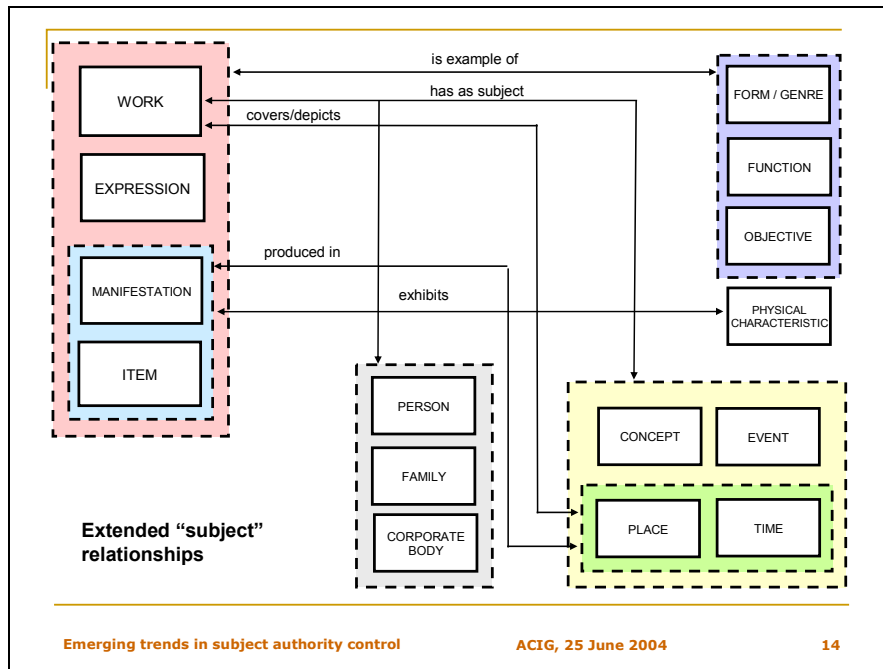 is example of
WORK
has as subject
FORM / GENRE
covers/depicts
EXPRESSION
FUNCTION
OBJECTIVE
produced in
MANIFESTATION
exhibits
PHYSICAL
CHARACTERISTIC
ITEM
PERSON
CONCEPT
EVENT
FAMILY
Extended “subject”
relationships
CORPORATE
BODY
PLACE
TIME
Emerging trends in subject authority control
ACIG, 25 June 2004
14